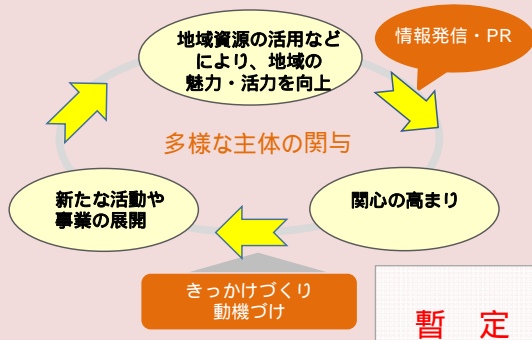 地域資源の活用など
により、地域の
魅力・活力を向上
情報発信・PR
多様な主体の関与
新たな活動や
事業の展開
関心の高まり
きっかけづくり
動機づけ
暫　定